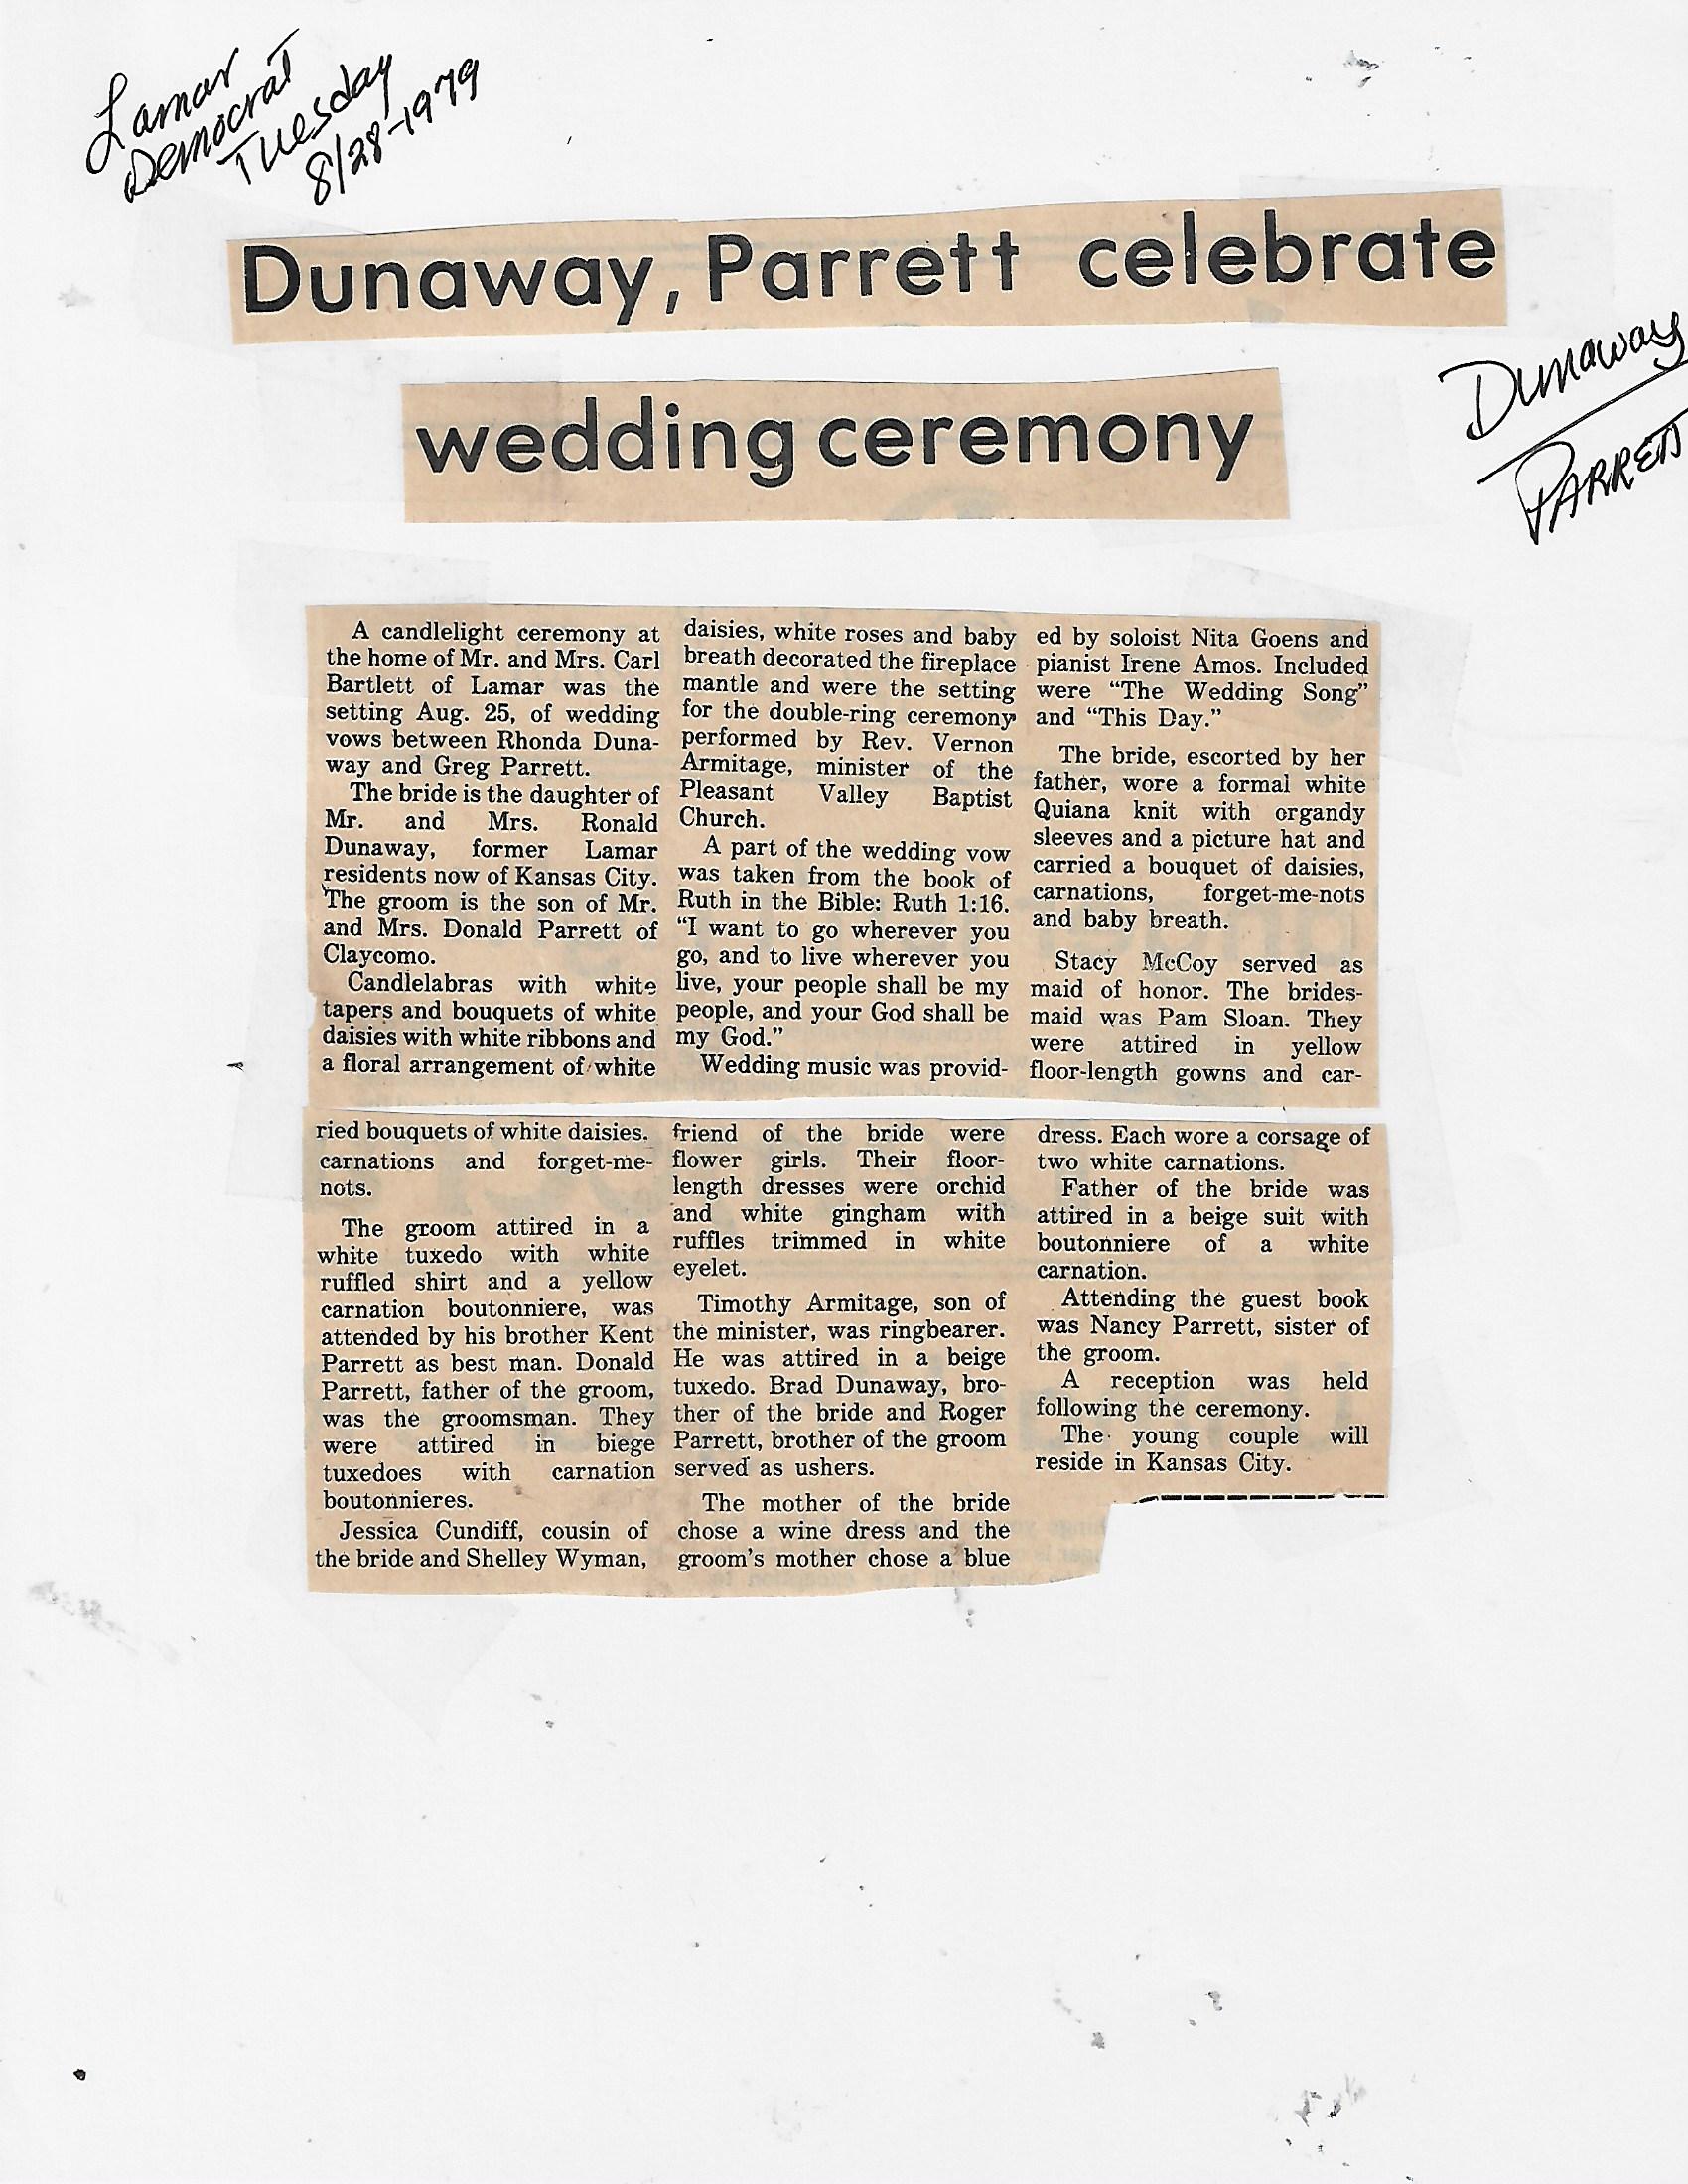 Lamar
Democrat
Tuesday
8/28-1979
Dunaway, Parrett celebrate
wedding ceremony
Dunaway
PARRETT
A candlelight ceremony at
the home of Mr. and Mrs. Carl
Bartlett of Lamar was the
setting Aug. 25, of wedding
vows between Rhonda Duna-
way and Greg Parrett.
The bride is the daughter of
Mr. and Mrs. Ronald
Dunaway, former Lamar
residents now of Kansas City.
The groom is the son of Mr.
and Mrs. Donald Parrett of
Claycomo.
Candlelabras with white
tapers and bouquets of white
daisies with white ribbons and
a floral arrangement of white
daisies, white roses and baby
breath decorated the fireplace
mantle and were the setting
for the double-ring ceremony
performed by Rev. Vernon
Armitage, minister of the
Pleasant Valley Baptist
Church.
A part of the wedding vow
was taken from the book of
Ruth in the Bible: Ruth 1:16.
“I want to go wherever you
go, and to live wherever you
live, your people shall be my
people, and your God shall be
my God.”
Wedding music was provid-
ed by soloist Nita Goens and
pianist Irene Amos. Included
were “The Wedding Song”
and “This Day.”
The bride, escorted by her
father, wore a formal white
Quiana knit with organdy
sleeves and a picture hat and
carried a bouquet of daisies,
carnations, forget-me-nots
and baby breath.
Stacy McCoy served as
maid of honor. The brides-
maid was Pam Sloan. They
were attired in yellow
floor-length gowns and car-
ried bouquets of white daisies.
carnations and forget-me-
nots.
The groom attired in a
white tuxedo with white
ruffled shirt and a yellow
carnation boutonniere, was
attended by his brother Kent
Parrett as best man. Donald
Parrett, father of the groom,
was the groomsman. They
were attired in biege
tuxedoes with carnation
boutonnieres.
Jessica Cundiff, cousin of
the bride and Shelley Wyman,
friend of the bride were
flower girls. Their floor-
length dresses were orchid
and white gingham with
ruffles trimmed in white
eyelet.
Timothy Armitage, son of
the minister, was ringbearer.
He was attired in a beige
tuxedo. Brad Dunaway, bro-
ther of the bride and Roger
Parrett, brother of the groom
served as ushers.
The mother of the bride
chose a wine dress and the
groom’s mother chose a blue
dress. Each wore a corsage of
two white carnations.
Father of the bride was
attired in a beige suit with
boutonniere of a white
carnation.
Attending the guest book
was Nancy Parrett, sister of
the groom.
A reception was held
following the ceremony.
The young couple will
reside in Kansas City.